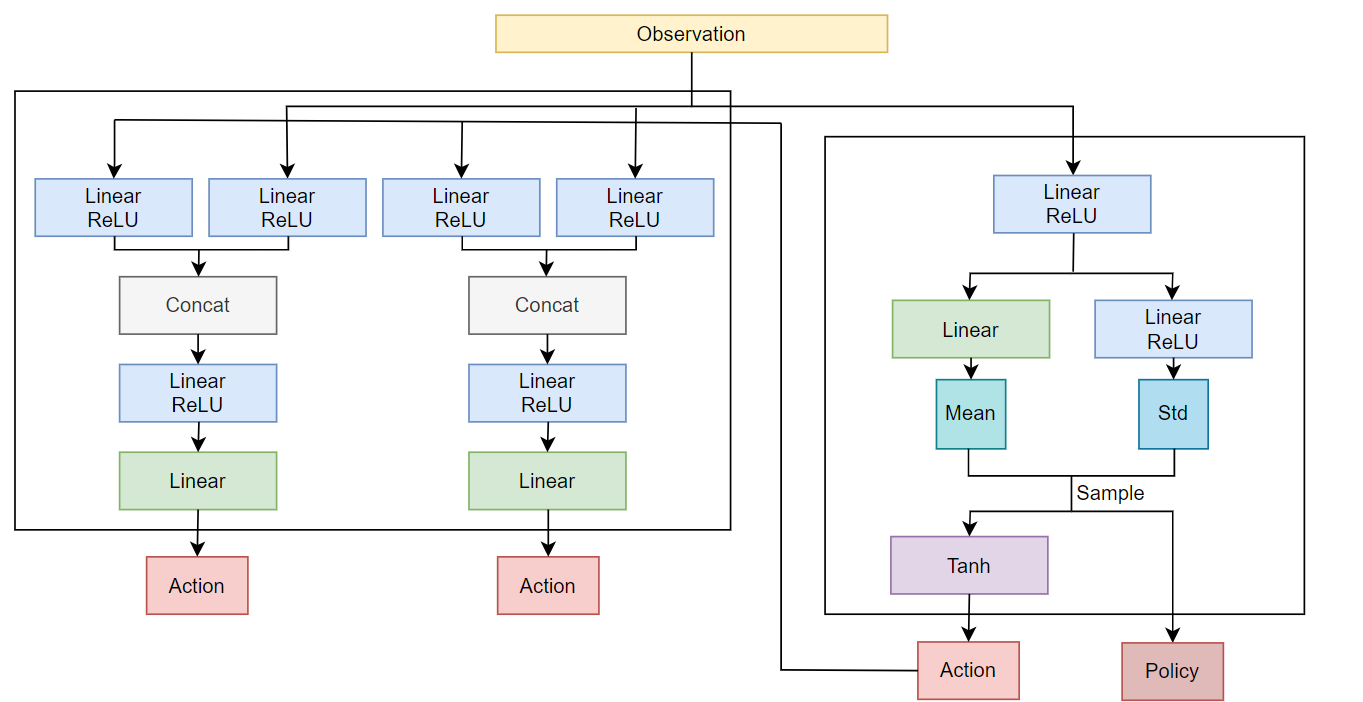 Observation
Linear
ReLU
Linear
ReLU
Linear
ReLU
Linear
ReLU
Concat
Concat
Linear
ReLU
Linear
ReLU
Linear
Linear
Action
Action
Linear
ReLU
Linear
Linear
ReLU
Mean
Std
Sample
Tanh
Action
Policy